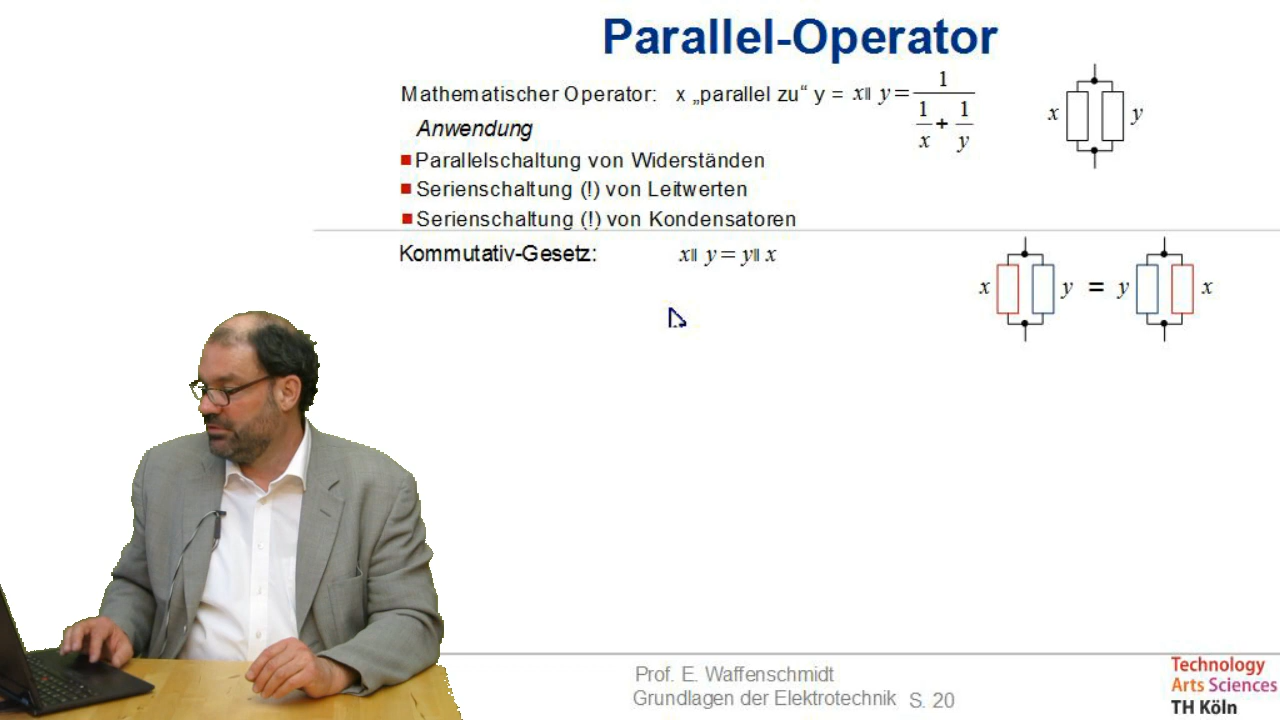 Parallel-Operator
Mathematischer Operator: x „parallel zu“ y = x॥ y = 1 / (1/x + 1/y)
x y
Anwendung
Parallelschaltung von Widerständen
Serienschaltung (!) von Leitwerten
Serienschaltung (!) von Kondensatoren
Kommutativ-Gesetz: x॥ y = y॥ x
x y = y x
Prof. E. Waffenschmidt
Grundlagen der Elektrotechnik S. 20
Technology
Arts Sciences
TH Köln